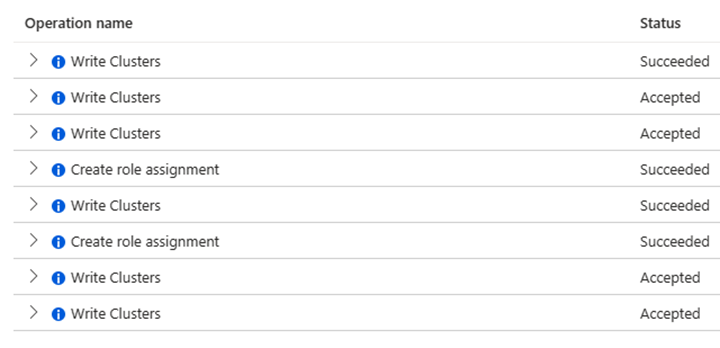 Operation name Status
Write Clusters Succeeded
Write Clusters Accepted
Write Clusters Accepted
Create role assignment Succeeded
Write Clusters Succeeded
Create role assignment Succeeded
Write Clusters Accepted
Write Clusters Accepted